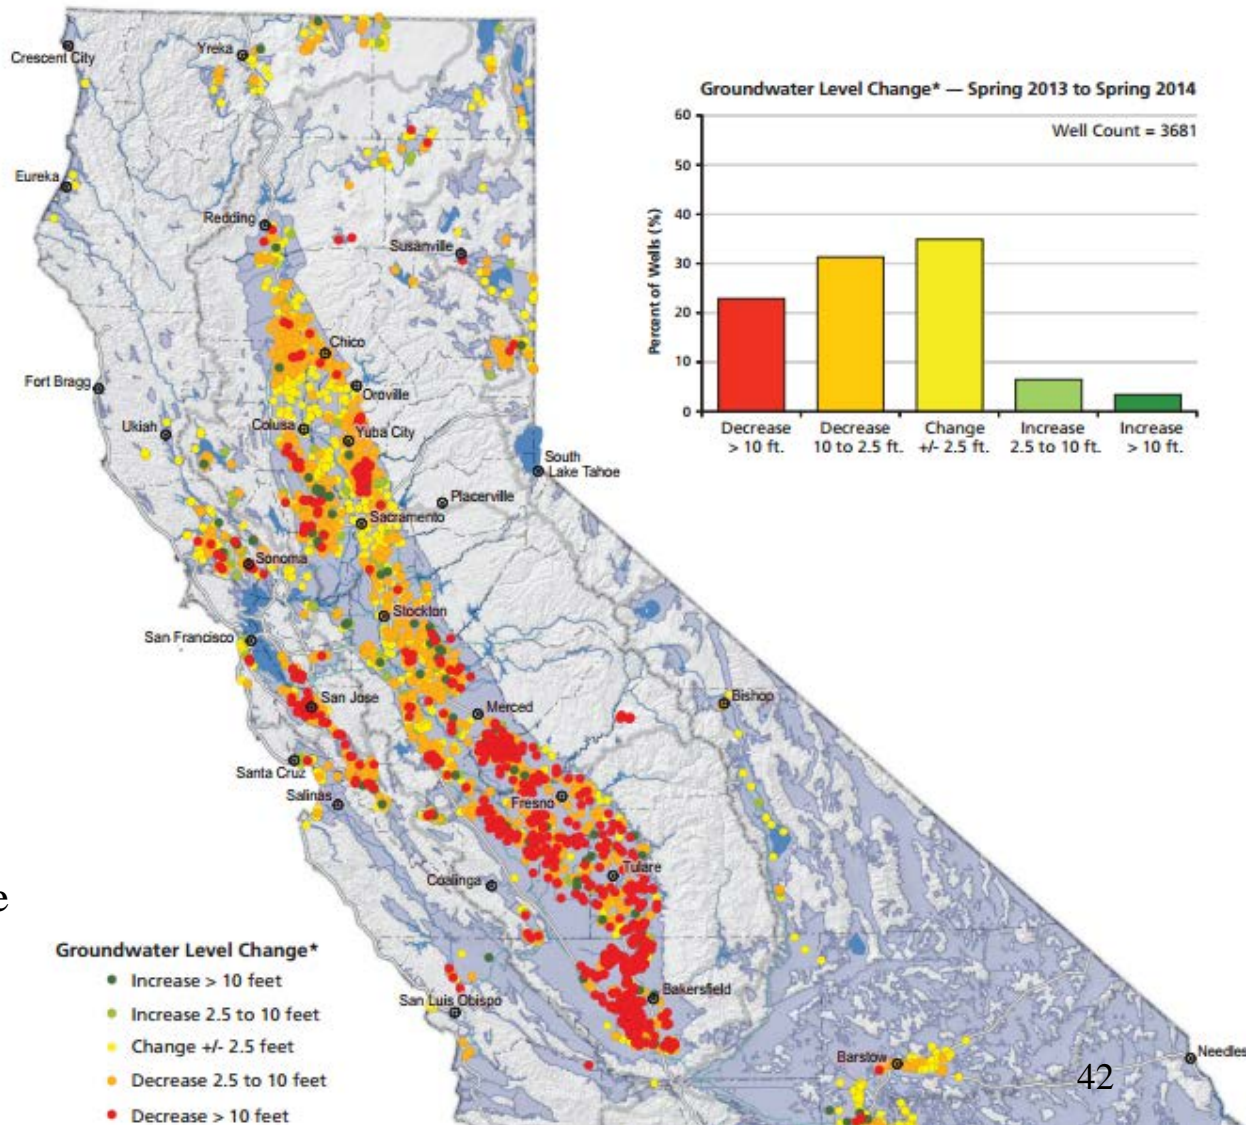 Crescent City
Yreka
Eureka
Redding
Susanville
Chico
Fort Bragg
Oroville
Ukiah
Colusa
Yuba City
South
Lake Tahoe
Placerville
Sacramento
Sonoma
Stockton
San Francisco
San Jose
Merced
Bishop
Santa Cruz
Salinas
Fresno
Tulare
Coalinga
Bakersfield
San Luis Obispo
Barstow
Needles
Groundwater Level Change* — Spring 2013 to Spring 2014
Well Count = 3681
Percent of Wells (%)
60
50
40
30
20
10
0
Decrease
> 10 ft.
Decrease
10 to 2.5 ft.
Change
+/- 2.5 ft.
Increase
2.5 to 10 ft.
Increase
> 10 ft.
e
Groundwater Level Change*
Increase > 10 feet
Increase 2.5 to 10 feet
Change +/- 2.5 feet
Decrease 2.5 to 10 feet
Decrease > 10 feet
42